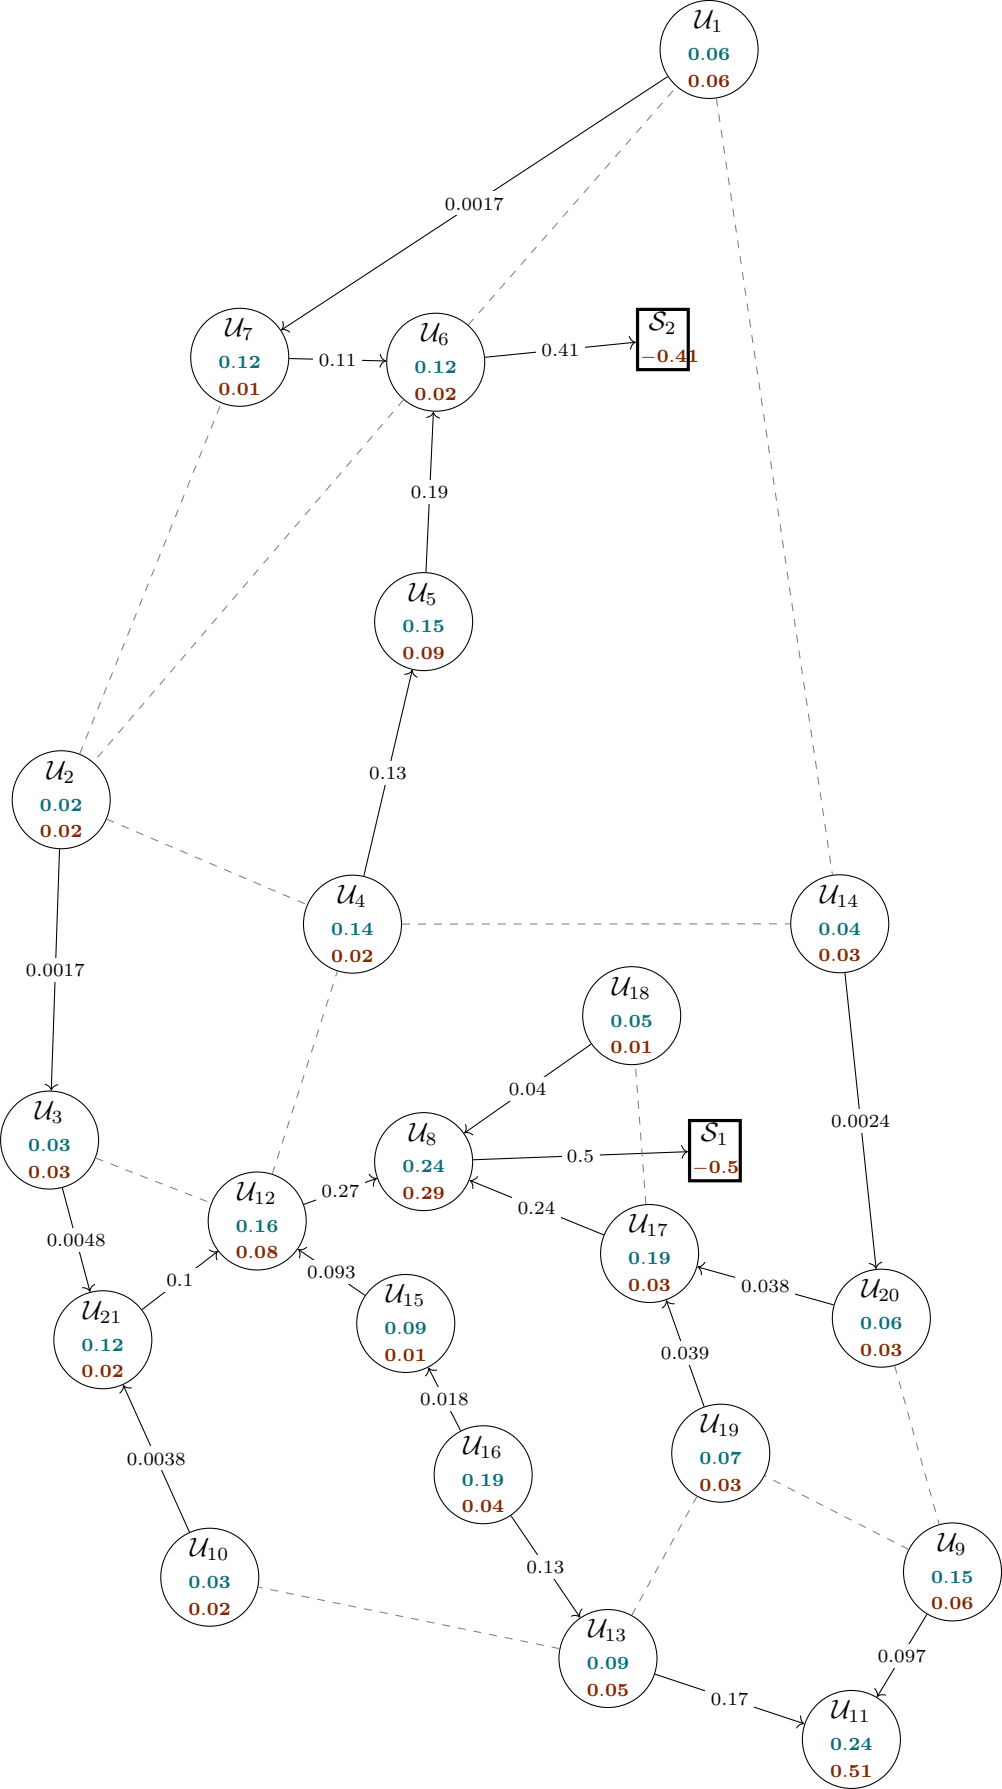 𝒰1
0.06
0.06
0.0017
𝒰7
0.12
0.01
0.11
𝒰6
0.12
0.02
0.41
𝒮2
−0.41
0.19
𝒰5
0.15
0.09
0.13
𝒰2
0.02
0.02
𝒰4
0.14
0.02
𝒰14
0.04
0.03
0.0017
𝒰18
0.05
0.01
0.04
0.0024
𝒰3
0.03
0.03
𝒰8
0.24
0.29
0.5
𝒮1
−0.5
𝒰12
0.16
0.08
0.27
0.24
𝒰17
0.19
0.03
0.0048
0.1
0.093
0.038
𝒰21
0.12
0.02
𝒰15
0.09
0.01
𝒰20
0.06
0.03
0.039
0.018
𝒰19
0.07
0.03
0.0038
𝒰16
0.19
0.04
𝒰10
0.03
0.02
0.13
𝒰9
0.15
0.06
𝒰13
0.09
0.05
0.097
0.17
𝒰11
0.24
0.51